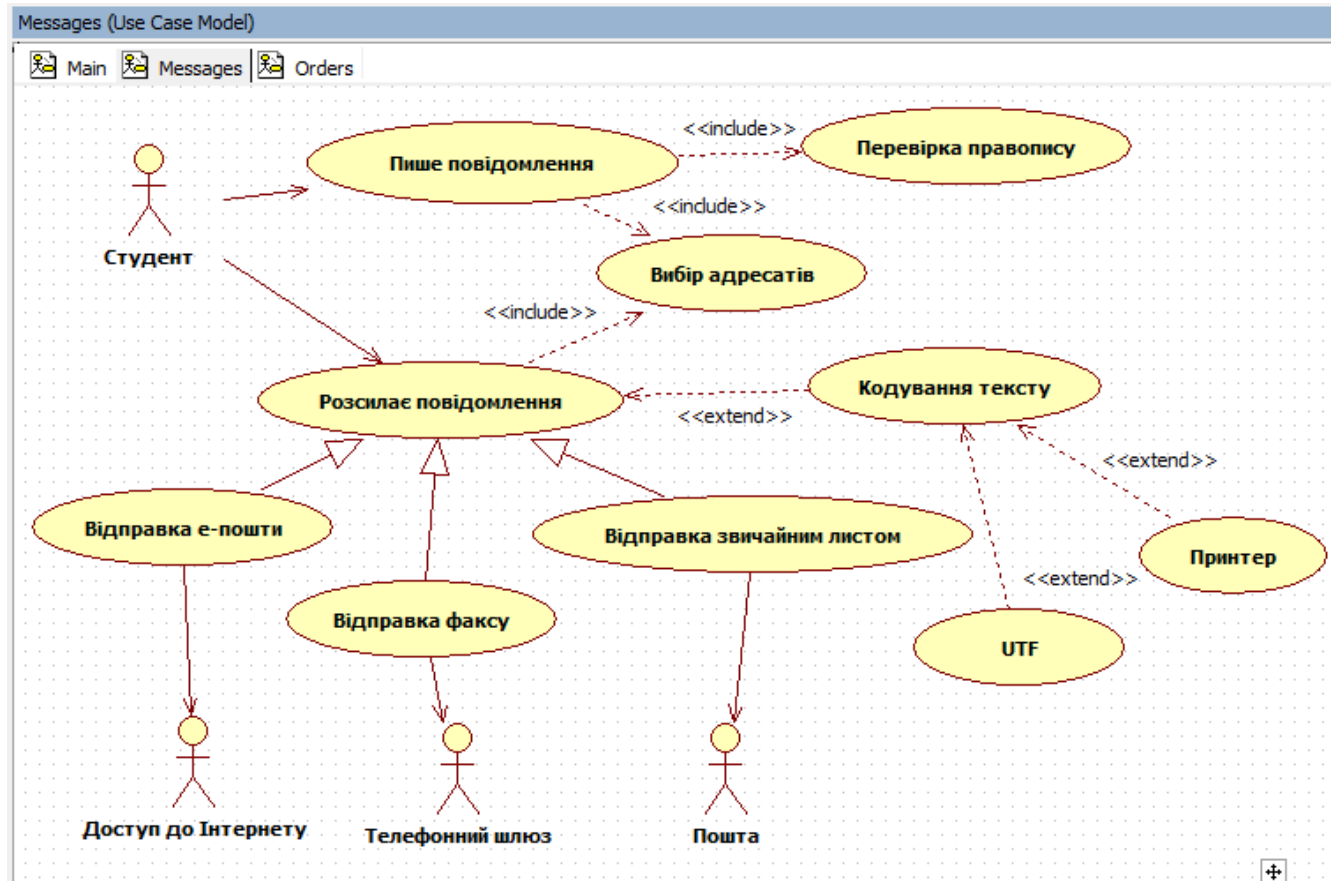 Messages (Use Case Model)
Main Messages Orders
<<include>>
Пише повідомлення
Перевірка правопису
<<include>>
Студент
Вибір адресатів
<<include>>
Розсилає повідомлення
Кодування тексту
<<extend>>
<<extend>>
Відправка е-пошти
Відправка звичайним листом
Принтер
<<extend>>
Відправка факсу
UTF
Доступ до Інтернету
Телефонний шлюз
Пошта